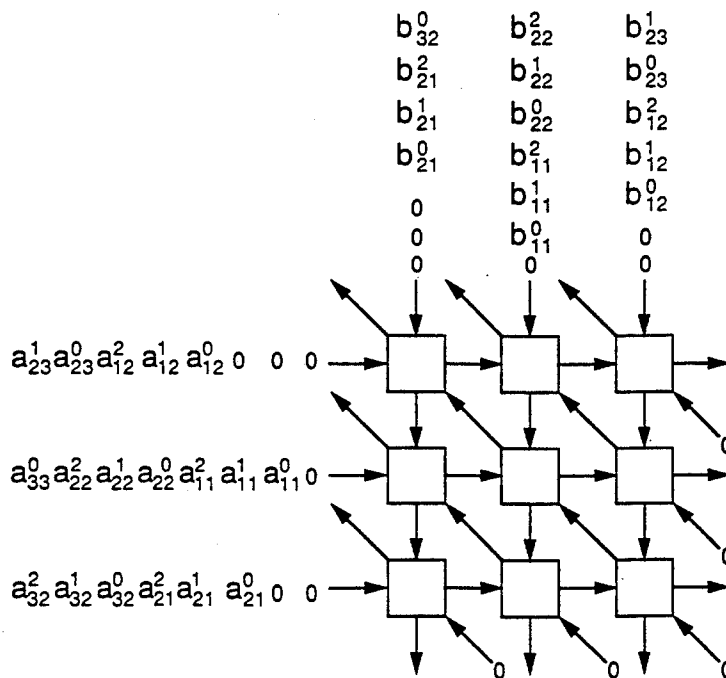 b⁰₃₂ b²₂₂ b¹₂₃
b²₂₁ b¹₂₂ b⁰₂₃
b¹₂₁ b⁰₂₂ b²₁₂
b⁰₂₁ b²₁₁ b¹₁₂
0 b¹₁₁ b⁰₁₂
0 b⁰₁₁ 0
0 0 0
a¹₂₃ a⁰₂₃ a²₁₂ a¹₁₂ a⁰₁₂ 0 0 0
0
a⁰₃₃ a²₂₂ a¹₂₂ a⁰₂₂ a²₁₁ a¹₁₁ a⁰₁₁ 0
0
a²₃₂ a¹₃₂ a⁰₃₂ a²₂₁ a¹₂₁ a⁰₂₁ 0 0
0 0 0